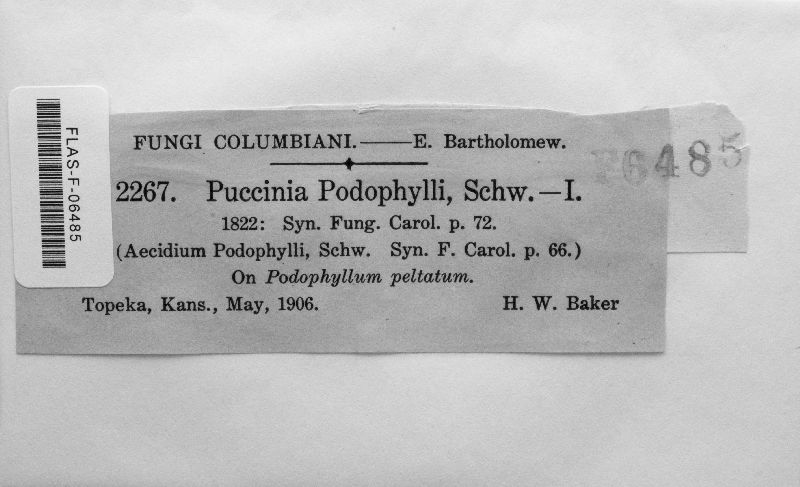 FUNGI COLUMBIANI.——E. Bartholomew.
2267. Puccinia Podophylli, Schw.—I.
1822: Syn. Fung. Carol. p. 72.
(Aecidium Podophylli, Schw. Syn. F. Carol. p. 66.)
On Podophyllum peltatum.
Topeka, Kans., May, 1906. H. W. Baker
FLAS-F-06485
F6485